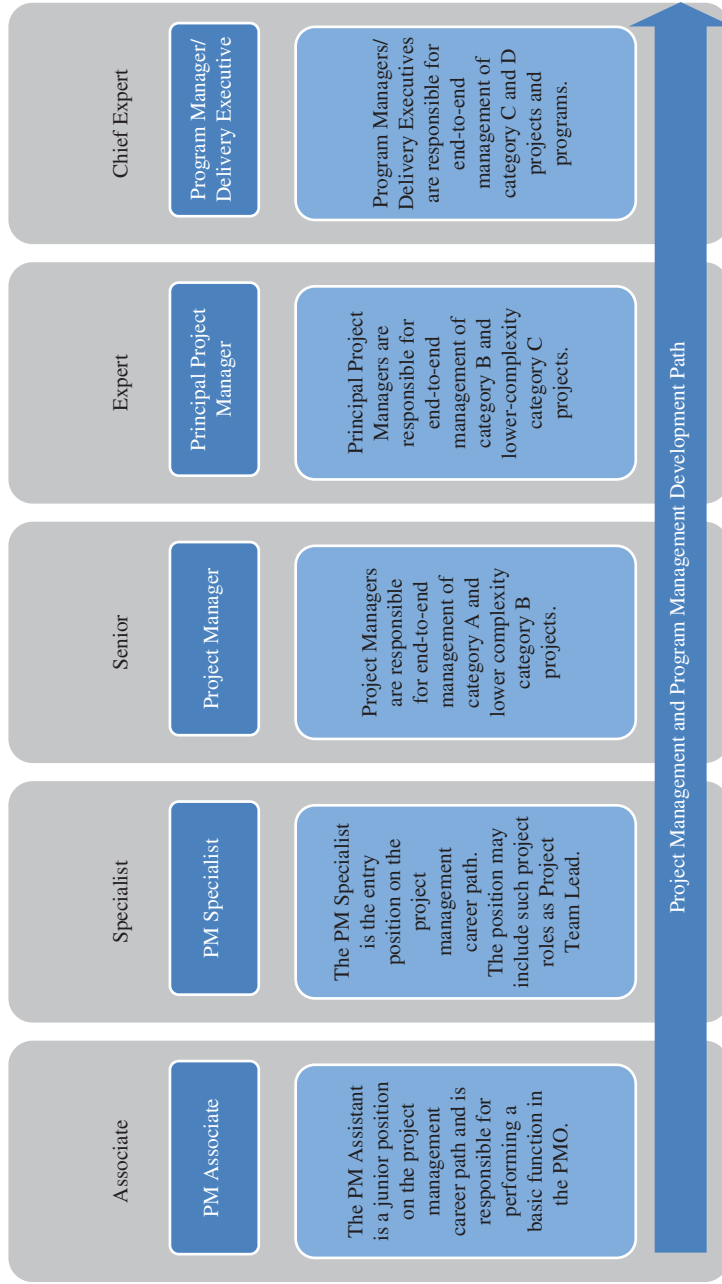 Associate
PM Associate
The PM Assistant
is a junior position
on the project
management
career path and is
responsible for
performing a
basic function in
the PMO.
Specialist
PM Specialist
The PM Specialist
is the entry
position on the
project
management
career path.
The position may
include such project
roles as Project
Team Lead.
Senior
Project Manager
Project Managers
are responsible
for end-to-end
management of
category A and
lower complexity
category B
projects.
Expert
Principal Project
Manager
Principal Project
Managers are
responsible for
end-to-end
management of
category B and
lower-complexity
category C
projects.
Chief Expert
Program Manager/
Delivery Executive
Program Managers/
Delivery Executives
are responsible for
end-to-end
management of
category C and D
projects and
programs.
Project Management and Program Management Development Path